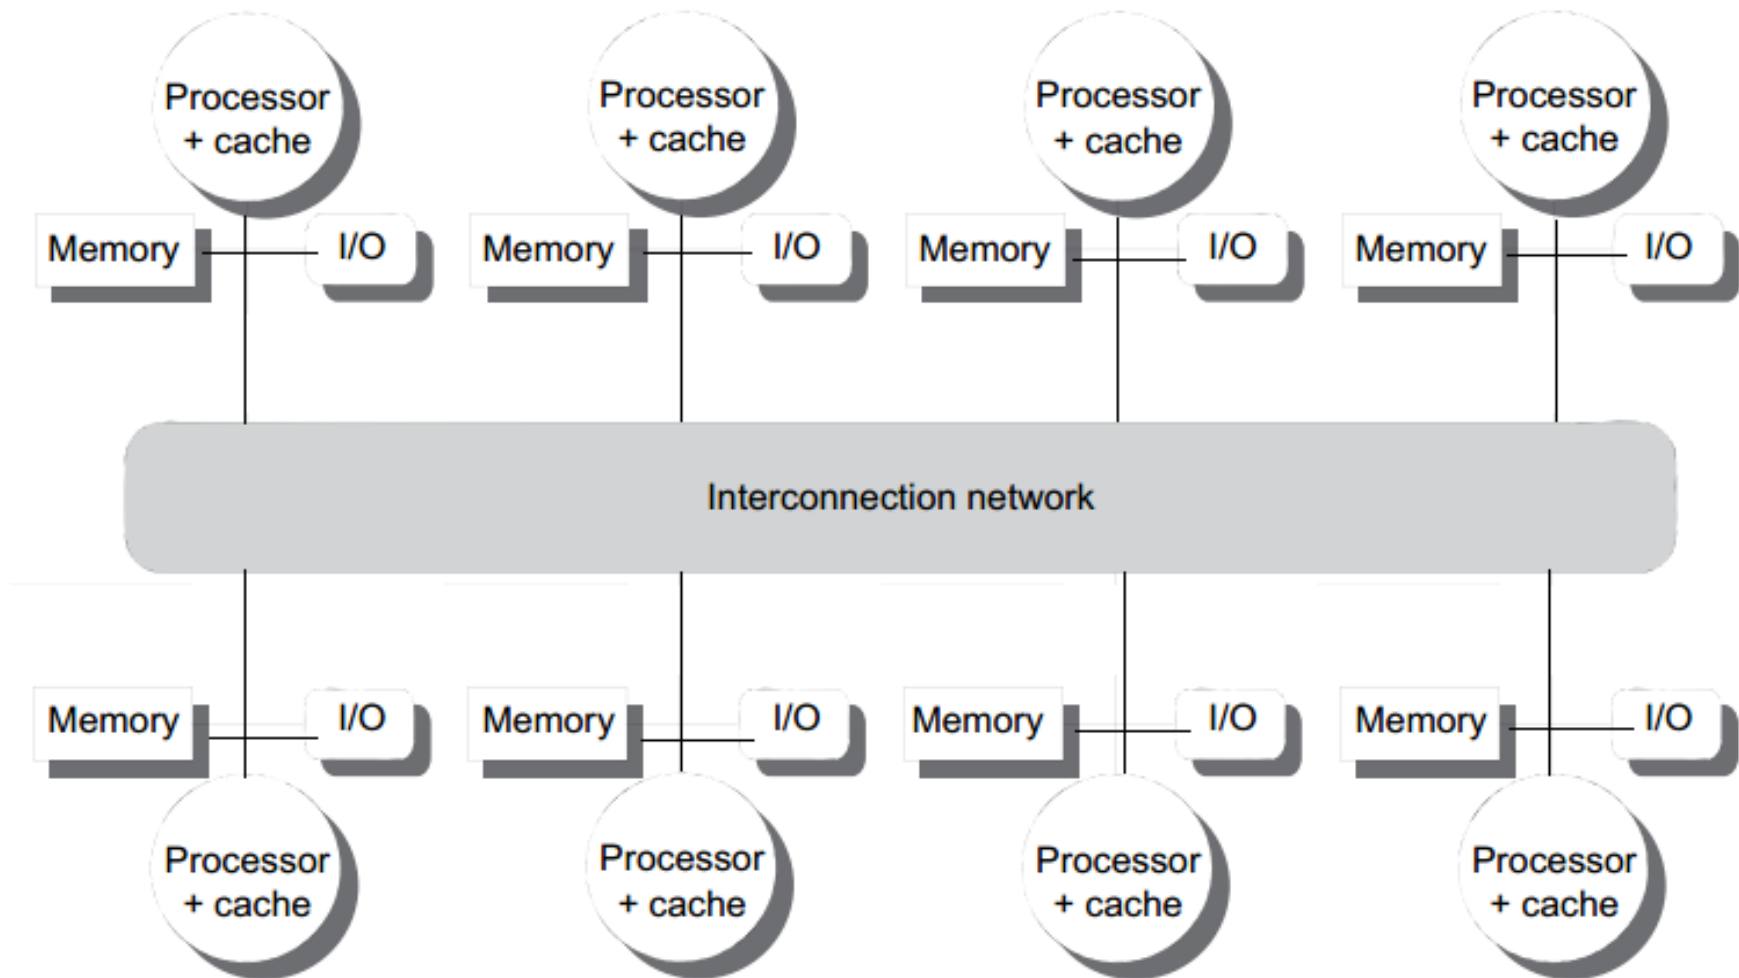 Processor
+ cache
Processor
+ cache
Processor
+ cache
Processor
+ cache
Memory
I/O
Memory
I/O
Memory
I/O
Memory
I/O
Interconnection network
Memory
I/O
Memory
I/O
Memory
I/O
Memory
I/O
Processor
+ cache
Processor
+ cache
Processor
+ cache
Processor
+ cache